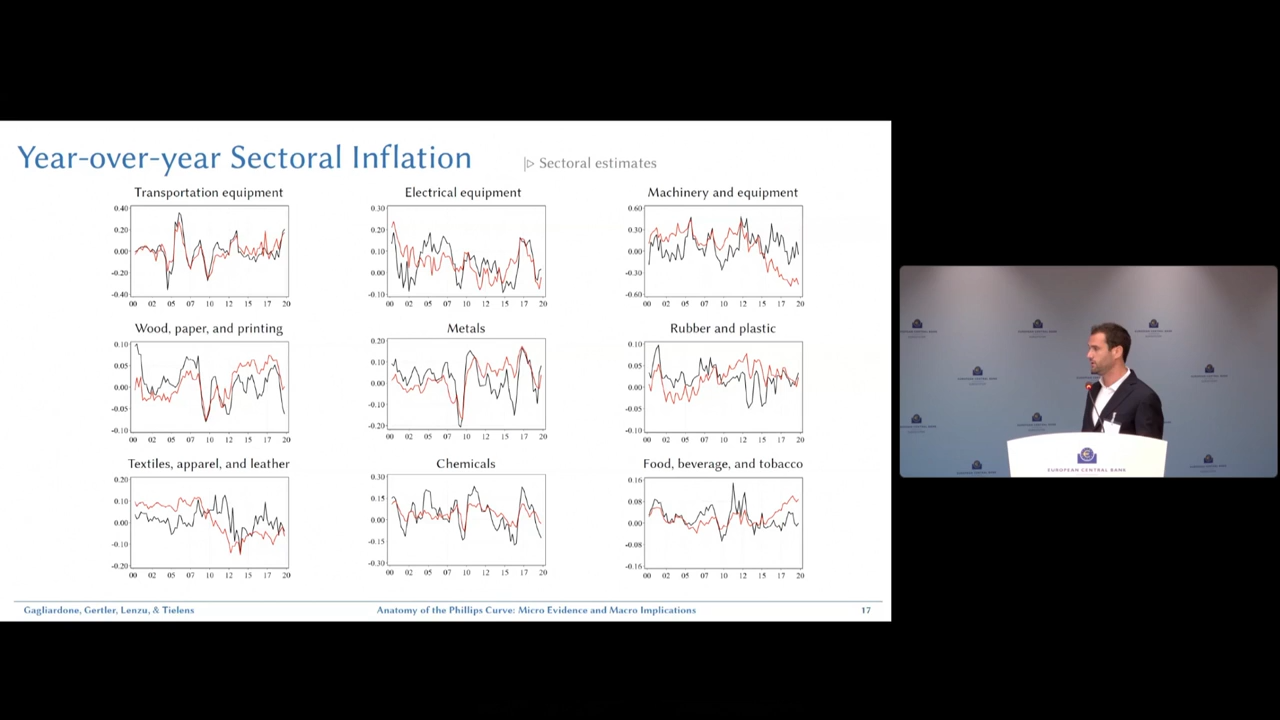 Year-over-year Sectoral Inflation
|▷ Sectoral estimates
Transportation equipment
0.40
0.20
0.00
-0.20
-0.40
00 02 05 07 10 12 15 17 20
Electrical equipment
0.30
0.20
0.10
0.00
-0.10
00 02 05 07 10 12 15 17 20
Machinery and equipment
0.60
0.30
0.00
-0.30
-0.60
00 02 05 07 10 12 15 17 20
Wood, paper, and printing
0.10
0.05
0.00
-0.05
-0.10
00 02 05 07 10 12 15 17 20
Metals
0.20
0.10
0.00
-0.10
-0.20
00 02 05 07 10 12 15 17 20
Rubber and plastic
0.10
0.05
0.00
-0.05
-0.10
00 02 05 07 10 12 15 17 20
Textiles, apparel, and leather
0.20
0.10
0.00
-0.10
-0.20
00 02 05 07 10 12 15 17 20
Chemicals
0.30
0.15
0.00
-0.15
-0.30
00 02 05 07 10 12 15 17 20
Food, beverage, and tobacco
0.16
0.08
0.00
-0.08
-0.16
00 02 05 07 10 12 15 17 20
Gagliardone, Gertler, Lenzu, & Tielens
Anatomy of the Phillips Curve: Micro Evidence and Macro Implications
17
EUROPEAN CENTRAL BANK